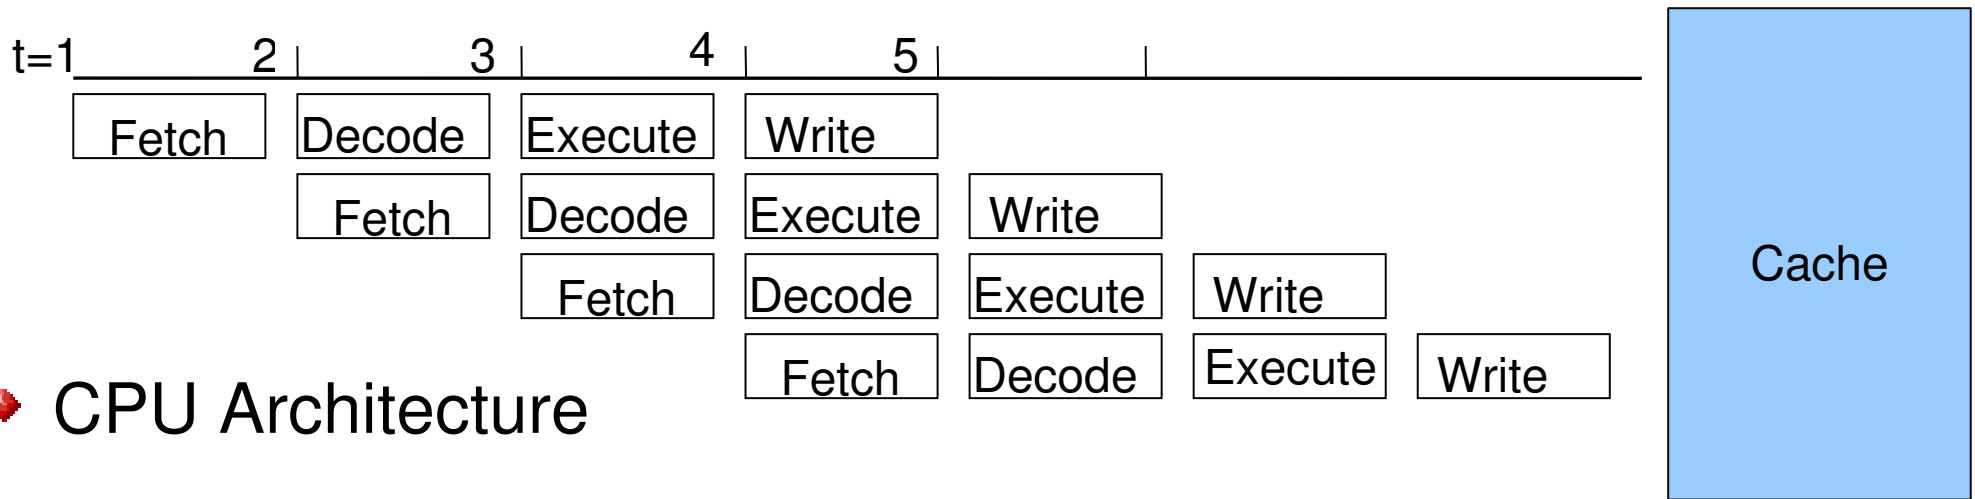 t=1 2 3 4 5
Fetch Decode Execute Write
Fetch Decode Execute Write
Cache
Fetch Decode Execute Write
Fetch Decode Execute Write
CPU Architecture